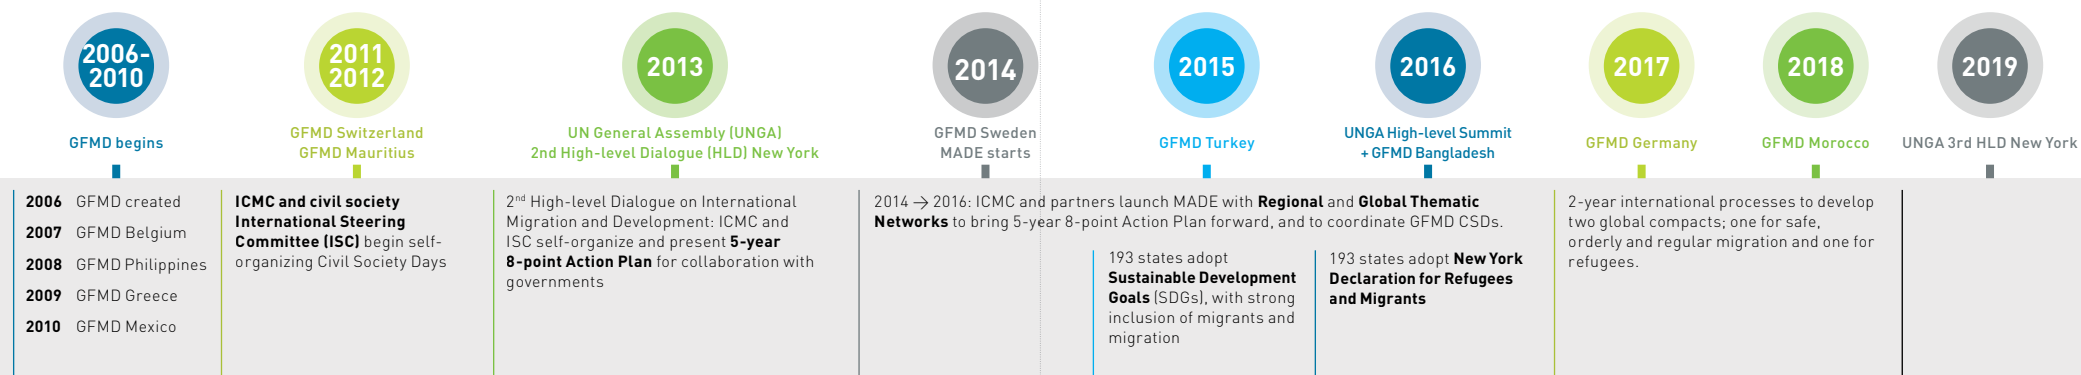 2006-
2010
GFMD begins
2006 GFMD created
2007 GFMD Belgium
2008 GFMD Philippines
2009 GFMD Greece
2010 GFMD Mexico
2011
2012
GFMD Switzerland
GFMD Mauritius
ICMC and civil society
International Steering
Committee (ISC) begin self-
organizing Civil Society Days
2013
UN General Assembly (UNGA)
2nd High-level Dialogue (HLD) New York
2nd High-level Dialogue on International
Migration and Development: ICMC and
ISC self-organize and present 5-year
8-point Action Plan for collaboration with
governments
2014
GFMD Sweden
MADE starts
2014 → 2016: ICMC and partners launch MADE with Regional and Global Thematic
Networks to bring 5-year 8-point Action Plan forward, and to coordinate GFMD CSDs.
2015
GFMD Turkey
193 states adopt
Sustainable Development
Goals (SDGs), with strong
inclusion of migrants and
migration
2016
UNGA High-level Summit
+ GFMD Bangladesh
193 states adopt New York
Declaration for Refugees
and Migrants
2017
GFMD Germany
2-year international processes to develop
two global compacts; one for safe,
orderly and regular migration and one for
refugees.
2018
GFMD Morocco
2019
UNGA 3rd HLD New York